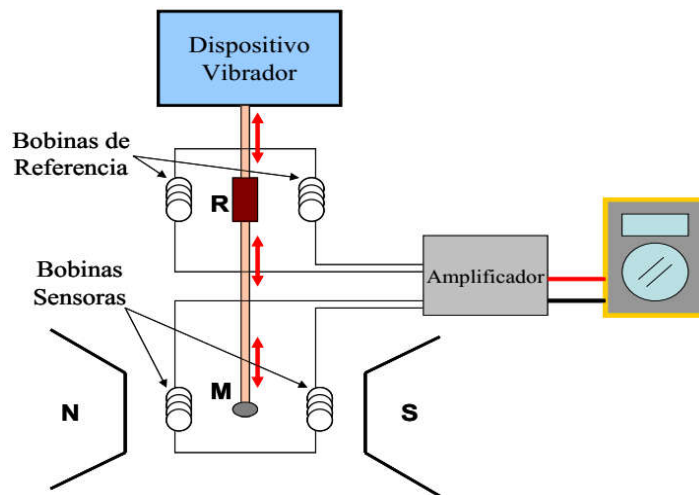 Dispositivo
Vibrador
Bobinas de
Referencia
R
Bobinas
Sensoras
Amplificador
M
N
S